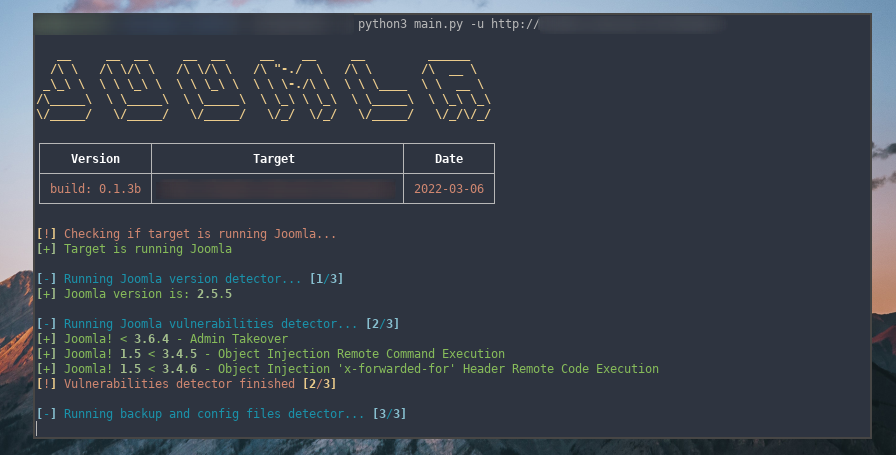 python3 main.py -u http://
Version Target Date
build: 0.1.3b 2022-03-06
[!] Checking if target is running Joomla...
[+] Target is running Joomla
[-] Running Joomla version detector... [1/3]
[+] Joomla version is: 2.5.5
[-] Running Joomla vulnerabilities detector... [2/3]
[+] Joomla! < 3.6.4 - Admin Takeover
[+] Joomla! 1.5 < 3.4.5 - Object Injection Remote Command Execution
[+] Joomla! 1.5 < 3.4.6 - Object Injection 'x-forwarded-for' Header Remote Code Execution
[!] Vulnerabilities detector finished [2/3]
[-] Running backup and config files detector... [3/3]